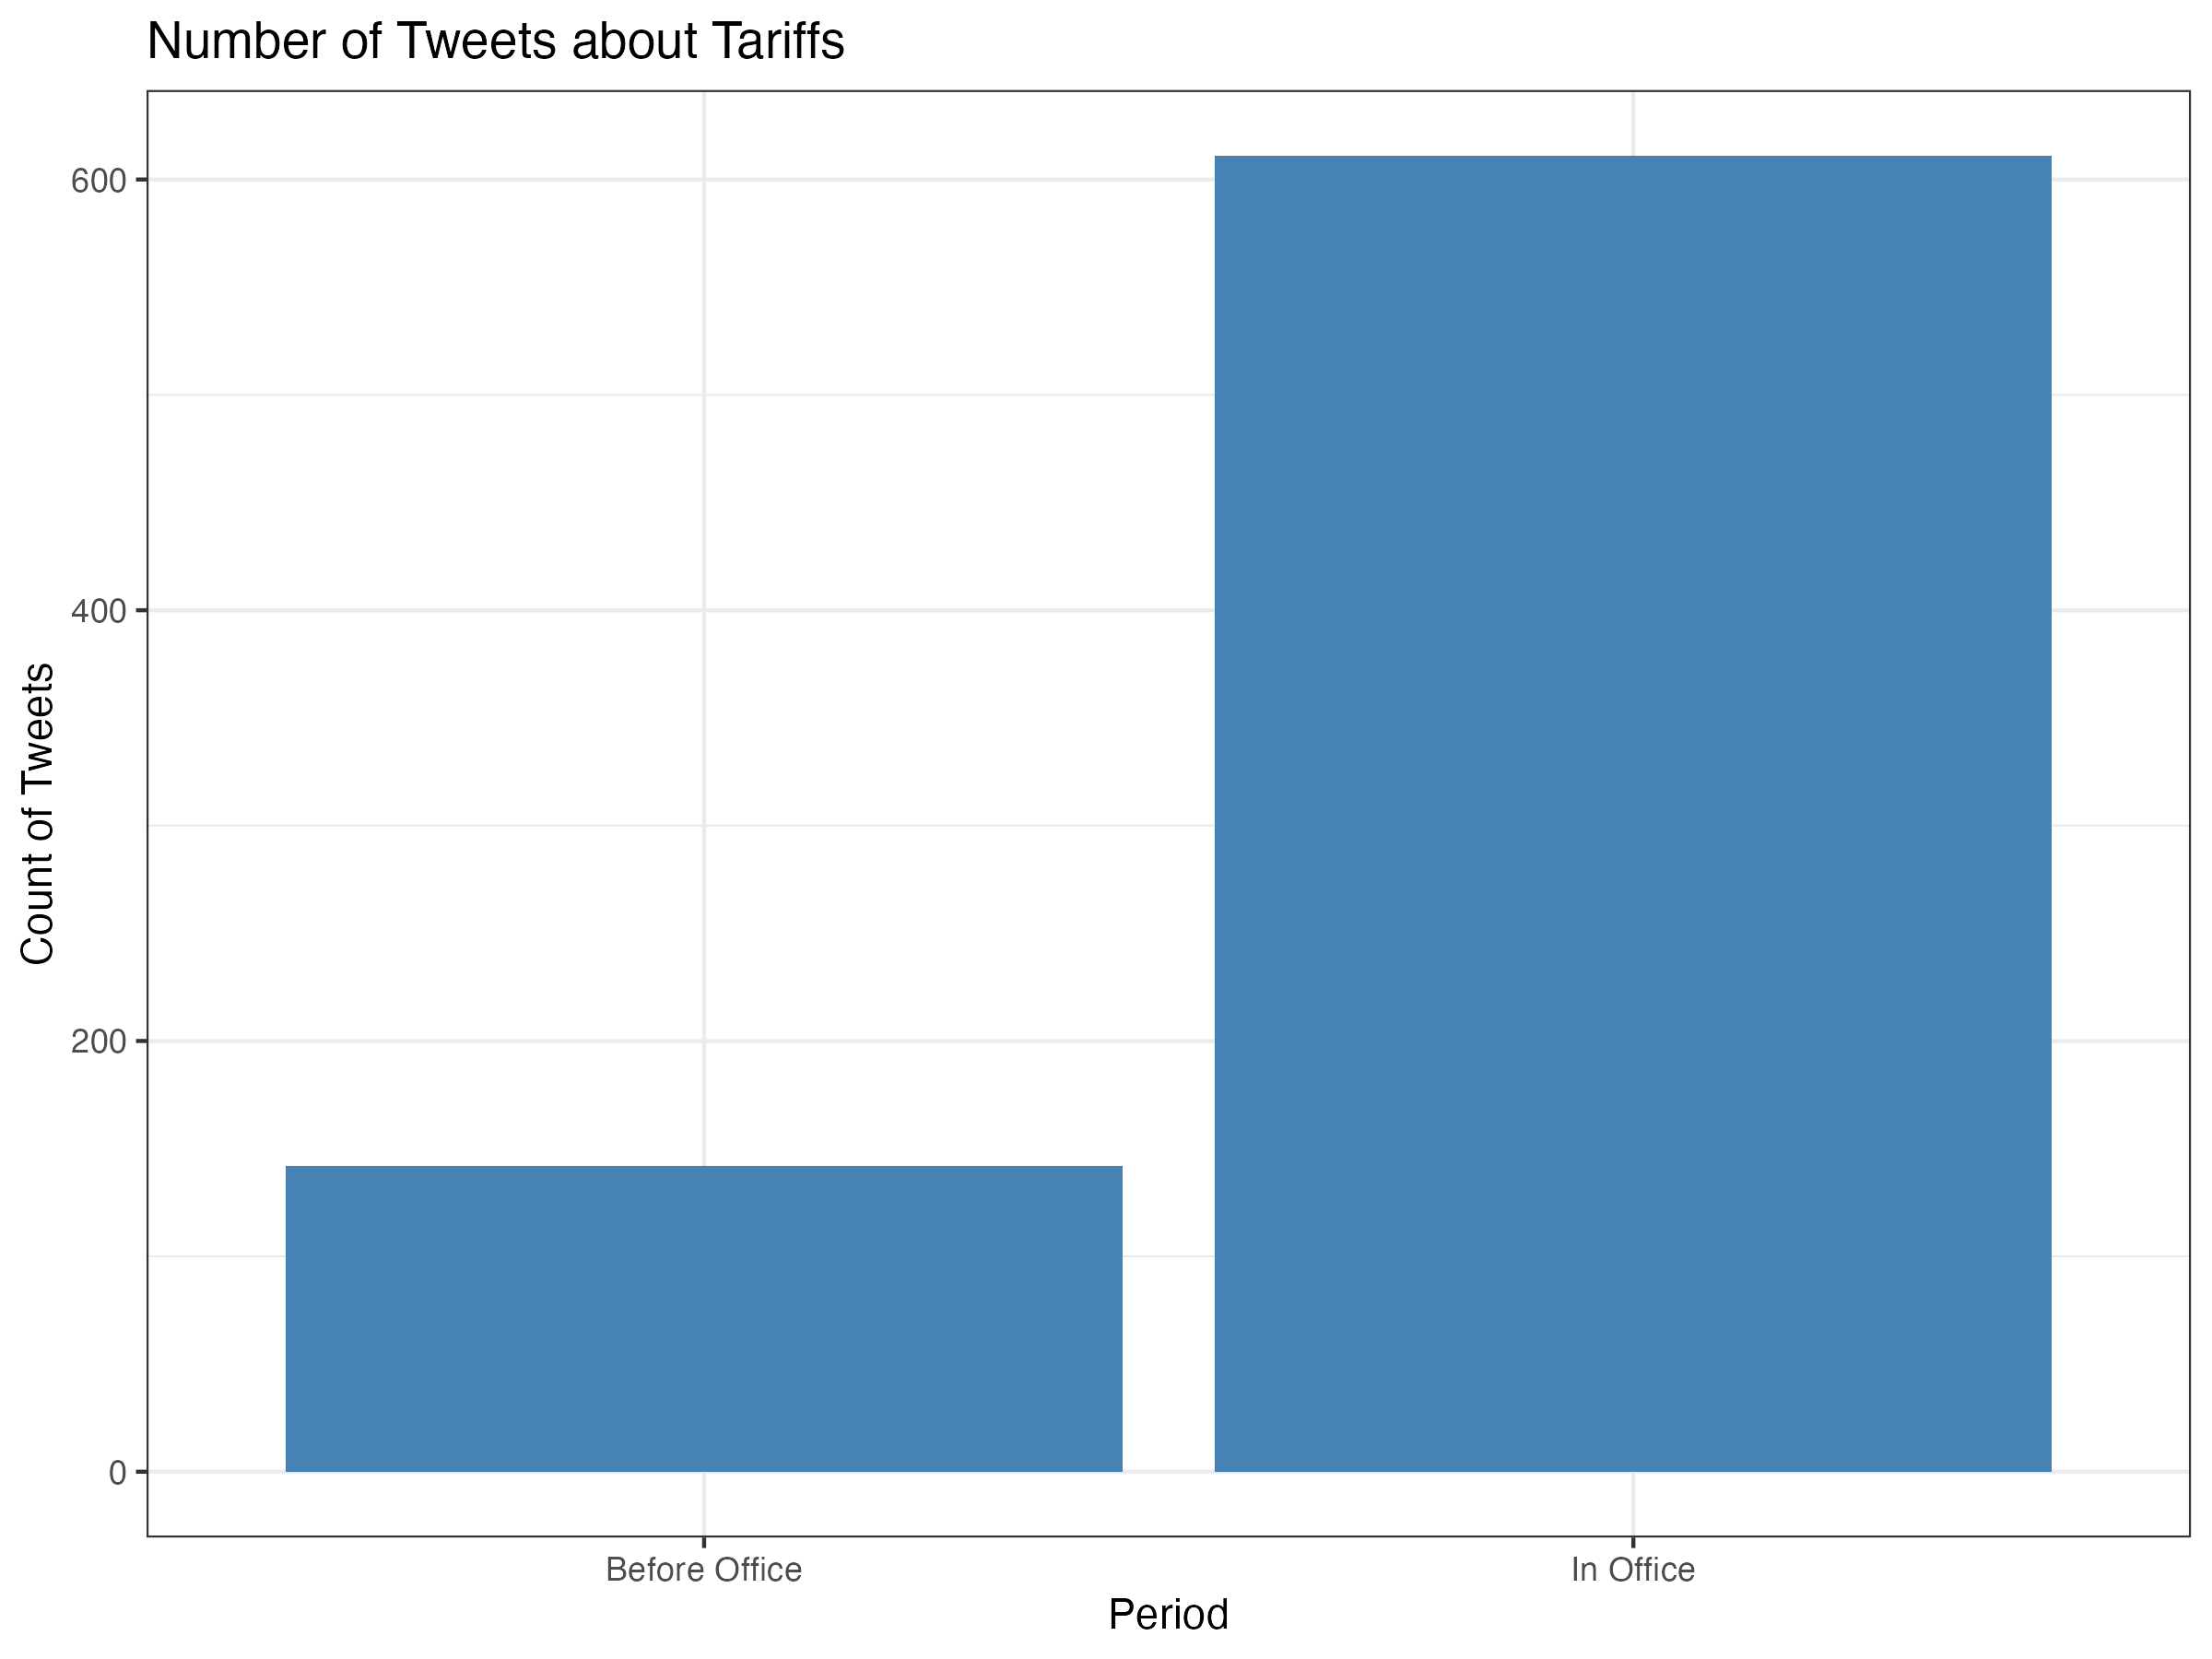 Number of Tweets about Tariffs
Count of Tweets
600
400
200
0
Before Office
In Office
Period